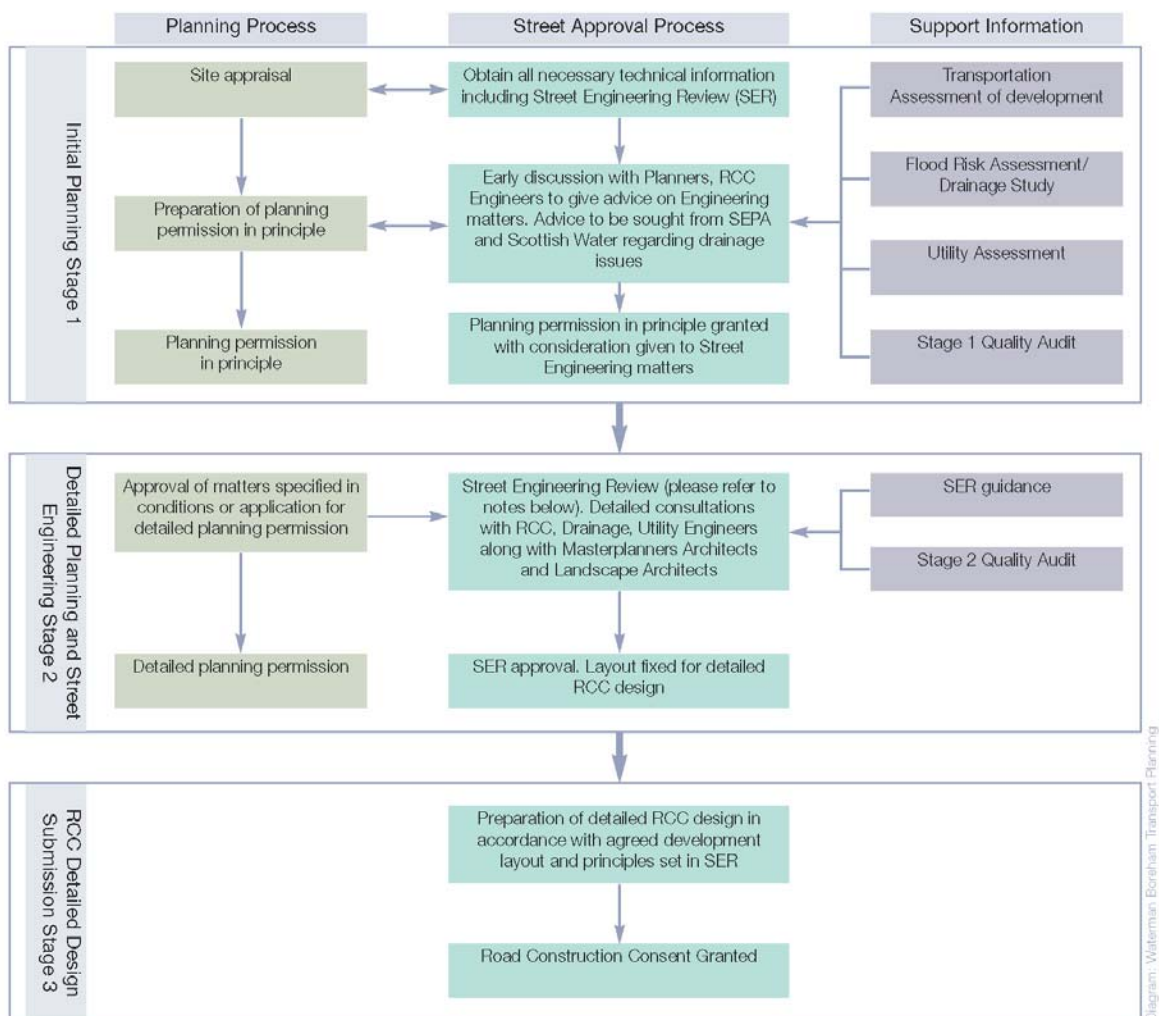 Planning Process
Street Approval Process
Support Information
Initial Planning Stage 1
Site appraisal
Obtain all necessary technical information
including Street Engineering Review (SER)
Transportation
Assessment of development
Flood Risk Assessment/
Drainage Study
Preparation of planning
permission in principle
Early discussion with Planners, RCC
Engineers to give advice on Engineering
matters. Advice to be sought from SEPA
and Scottish Water regarding drainage
issues
Utility Assessment
Planning permission
in principle
Planning permission in principle granted
with consideration given to Street
Engineering matters
Stage 1 Quality Audit
Detailed Planning and Street
Engineering Stage 2
Approval of matters specified in
conditions or application for
detailed planning permission
Street Engineering Review (please refer to
notes below). Detailed consultations
with RCC, Drainage, Utility Engineers
along with Masterplanners Architects
and Landscape Architects
SER guidance
Stage 2 Quality Audit
Detailed planning permission
SER approval. Layout fixed for detailed
RCC design
RCC Detailed Design
Submission Stage 3
Preparation of detailed RCC design in
accordance with agreed development
layout and principles set in SER
Road Construction Consent Granted
Diagram: Waterman Boreham Transport Planning